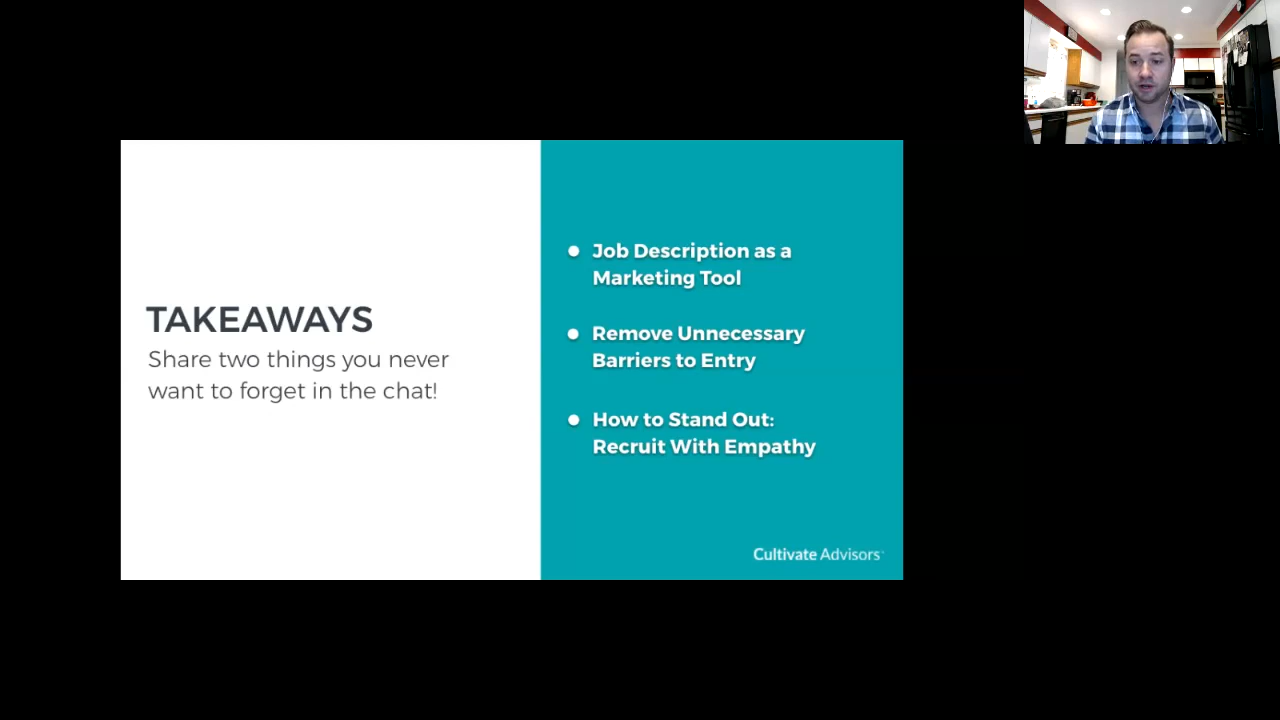 TAKEAWAYS
Share two things you never
want to forget in the chat!
● Job Description as a
Marketing Tool
● Remove Unnecessary
Barriers to Entry
● How to Stand Out:
Recruit With Empathy
Cultivate Advisors